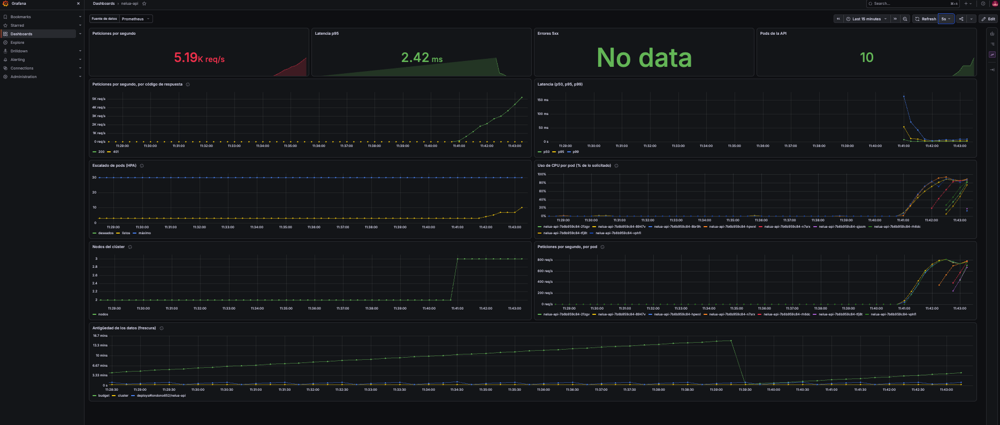 Grafana
Dashboards › nelua-api
Search...
⌘+k
Bookmarks
Starred
Dashboards
Explore
Drilldown
Alerting
Connections
Administration
Fuente de datos Prometheus
Last 15 minutes
Refresh 5s
Edit
Peticiones por segundo
5.19K req/s
Latencia p95
2.42 ms
Errores 5xx
No data
Pods de la API
10
Peticiones por segundo, por código de respuesta
5K req/s
4K req/s
3K req/s
2K req/s
1K req/s
0 req/s
11:29:00 11:30:00 11:31:00 11:32:00 11:33:00 11:34:00 11:35:00 11:36:00 11:37:00 11:38:00 11:39:00 11:40:00 11:41:00 11:42:00 11:43:00
200 401
Latencia (p50, p95, p99)
150 ms
100 ms
50 ms
0 s
11:29:00 11:30:00 11:31:00 11:32:00 11:33:00 11:34:00 11:35:00 11:36:00 11:37:00 11:38:00 11:39:00 11:40:00 11:41:00 11:42:00 11:43:00
p50 p95 p99
Escalado de pods (HPA)
30
20
10
0
11:29:00 11:30:00 11:31:00 11:32:00 11:33:00 11:34:00 11:35:00 11:36:00 11:37:00 11:38:00 11:39:00 11:40:00 11:41:00 11:42:00 11:43:00
deseados listos máximo
Uso de CPU por pod (% de lo solicitado)
100%
80%
60%
40%
20%
0%
11:29:00 11:30:00 11:31:00 11:32:00 11:33:00 11:34:00 11:35:00 11:36:00 11:37:00 11:38:00 11:39:00 11:40:00 11:41:00 11:42:00 11:43:00
nelua-api-7b6b959c84-2fzgv nelua-api-7b6b959c84-8947v nelua-api-7b6b959c84-8br9h nelua-api-7b6b959c84-hpwxl nelua-api-7b6b959c84-n7srx nelua-api-7b6b959c84-qjssm nelua-api-7b6b959c84-rh6dc
nelua-api-7b6b959c84-tfj8t nelua-api-7b6b959c84-vphfl
Nodos del clúster
3
2.8
2.6
2.4
2.2
2
11:29:00 11:30:00 11:31:00 11:32:00 11:33:00 11:34:00 11:35:00 11:36:00 11:37:00 11:38:00 11:39:00 11:40:00 11:41:00 11:42:00 11:43:00
nodos
Peticiones por segundo, por pod
800 req/s
600 req/s
400 req/s
200 req/s
0 req/s
11:29:00 11:30:00 11:31:00 11:32:00 11:33:00 11:34:00 11:35:00 11:36:00 11:37:00 11:38:00 11:39:00 11:40:00 11:41:00 11:42:00 11:43:00
nelua-api-7b6b959c84-2fzgv nelua-api-7b6b959c84-8947v nelua-api-7b6b959c84-hpwxl nelua-api-7b6b959c84-n7srx nelua-api-7b6b959c84-rh6dc nelua-api-7b6b959c84-tfj8t nelua-api-7b6b959c84-vphfl
Antigüedad de los datos (frescura)
16.7 mins
13.3 mins
10 mins
6.67 mins
3.33 mins
0 s
11:28:30 11:29:00 11:29:30 11:30:00 11:30:30 11:31:00 11:31:30 11:32:00 11:32:30 11:33:00 11:33:30 11:34:00 11:34:30 11:35:00 11:35:30 11:36:00 11:36:30 11:37:00 11:37:30 11:38:00 11:38:30 11:39:00 11:39:30 11:40:00 11:40:30 11:41:00 11:41:30 11:42:00 11:42:30 11:43:00
budget cluster deploys#londono652/nelua-api